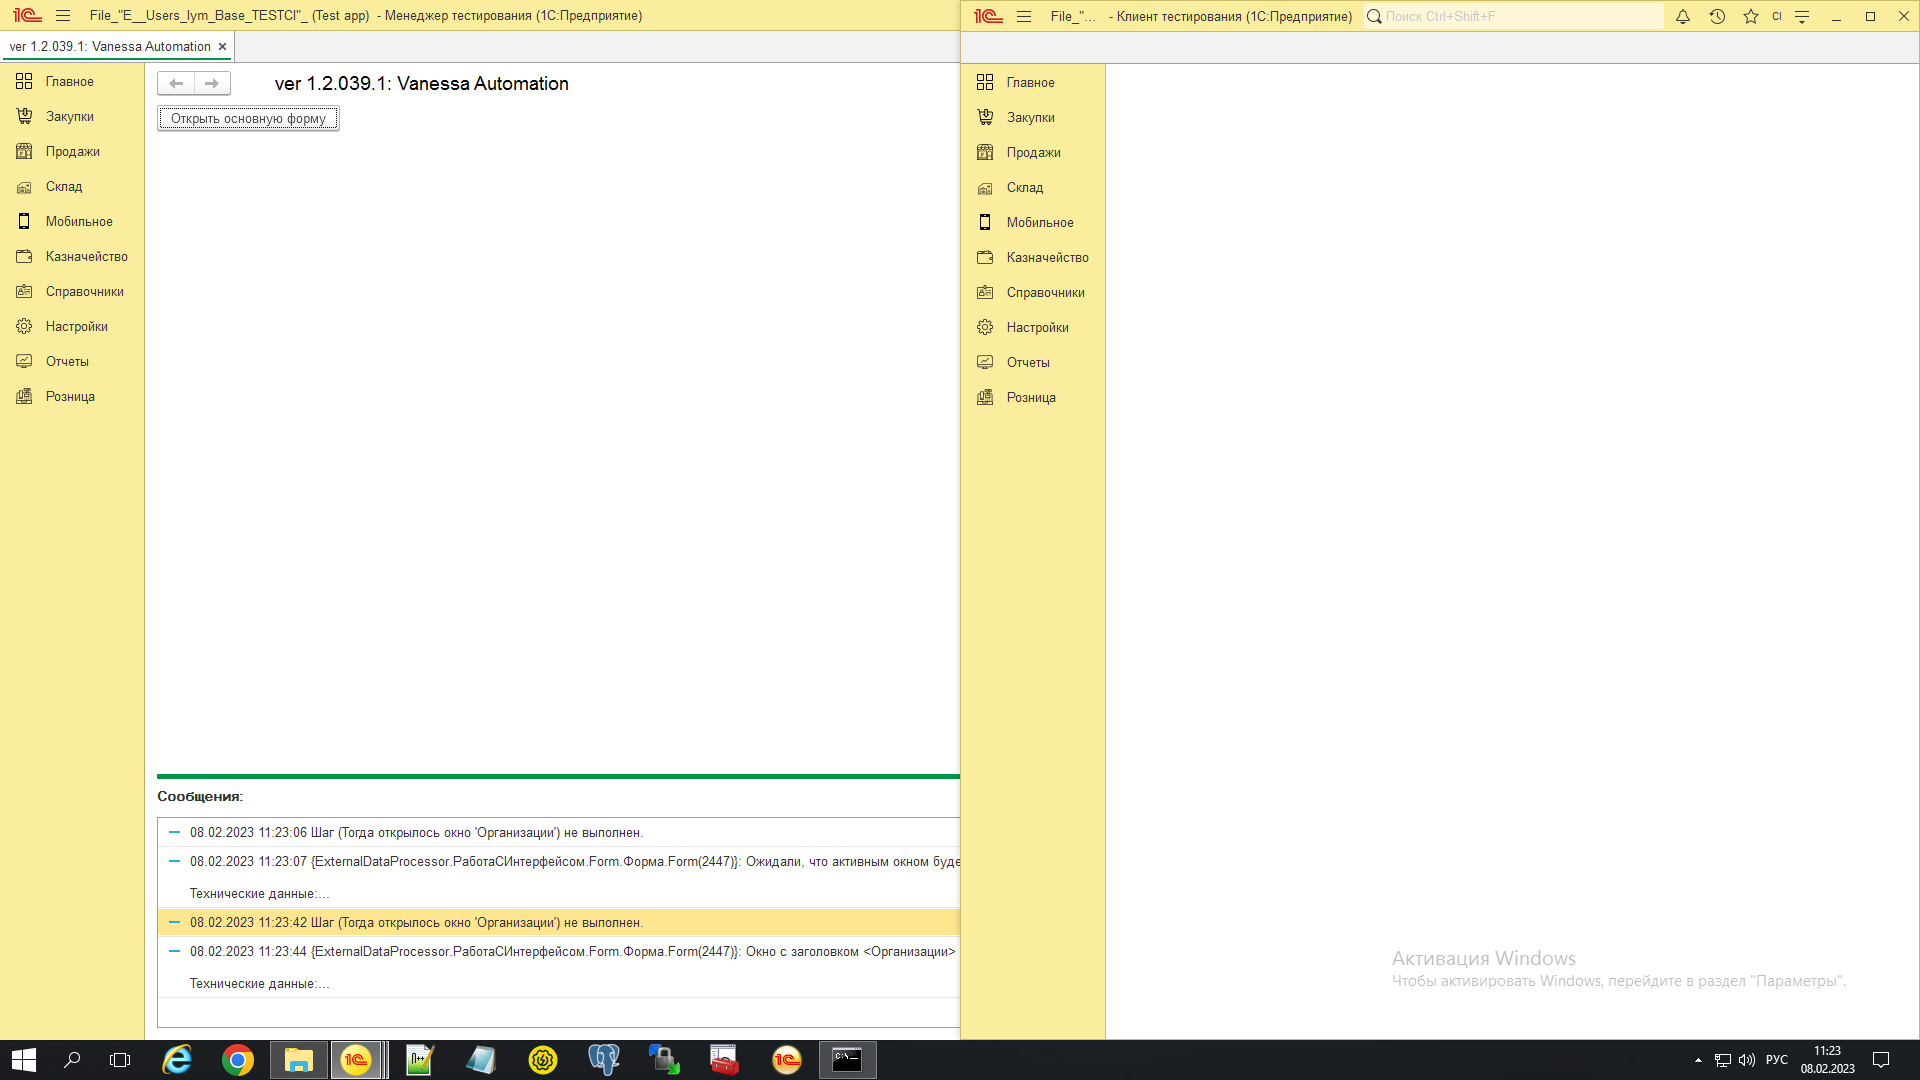 File_"E__Users_lym_Base_TESTCI"_ (Test app) - Менеджер тестирования (1С:Предприятие)
ver 1.2.039.1: Vanessa Automation
Главное
Закупки
Продажи
Склад
Мобильное
Казначейство
Справочники
Настройки
Отчеты
Розница
ver 1.2.039.1: Vanessa Automation
Открыть основную форму
Сообщения:
08.02.2023 11:23:06 Шаг (Тогда открылось окно 'Организации') не выполнен.
08.02.2023 11:23:07 {ExternalDataProcessor.РаботаСИнтерфейсом.Form.Форма.Form(2447)}: Ожидали, что активным окном буде
Технические данные:...
08.02.2023 11:23:42 Шаг (Тогда открылось окно 'Организации') не выполнен.
08.02.2023 11:23:44 {ExternalDataProcessor.РаботаСИнтерфейсом.Form.Форма.Form(2447)}: Окно с заголовком <Организации>
Технические данные:...
File_"... - Клиент тестирования (1С:Предприятие)
Поиск Ctrl+Shift+F
CI
Главное
Закупки
Продажи
Склад
Мобильное
Казначейство
Справочники
Настройки
Отчеты
Розница
Активация Windows
Чтобы активировать Windows, перейдите в раздел "Параметры".
РУС
11:23
08.02.2023